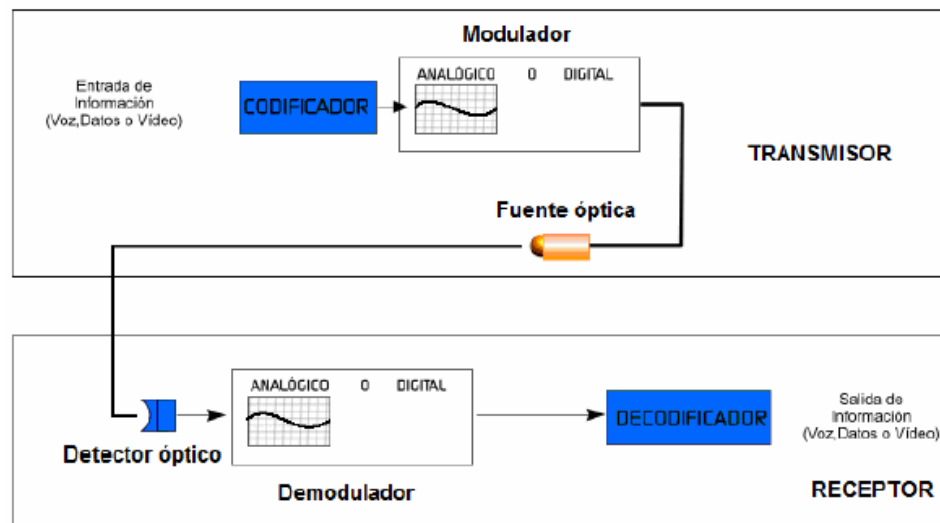 Modulador
ANALÓGICO O DIGITAL
Entrada de
Información
(Voz,Datos o Vídeo)
CODIFICADOR
TRANSMISOR
Fuente óptica
ANALÓGICO O DIGITAL
DECODIFICADOR
Salida de
Información
(Voz,Datos o Vídeo)
Detector óptico
Demodulador
RECEPTOR